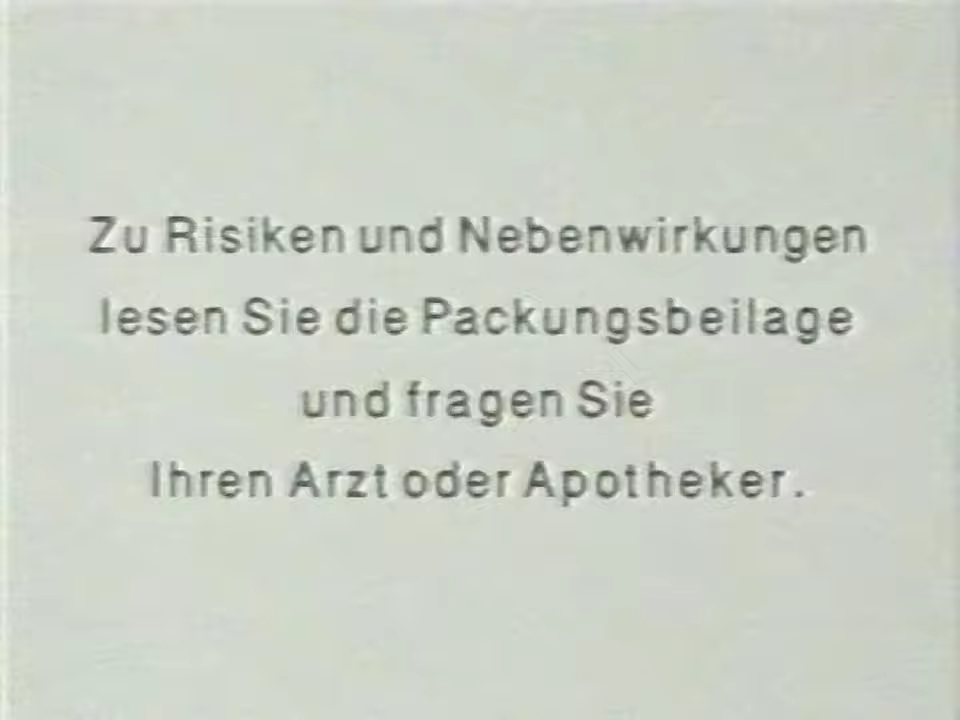 Zu Risiken und Nebenwirkungen
lesen Sie die Packungsbeilage
und fragen Sie
Ihren Arzt oder Apotheker.